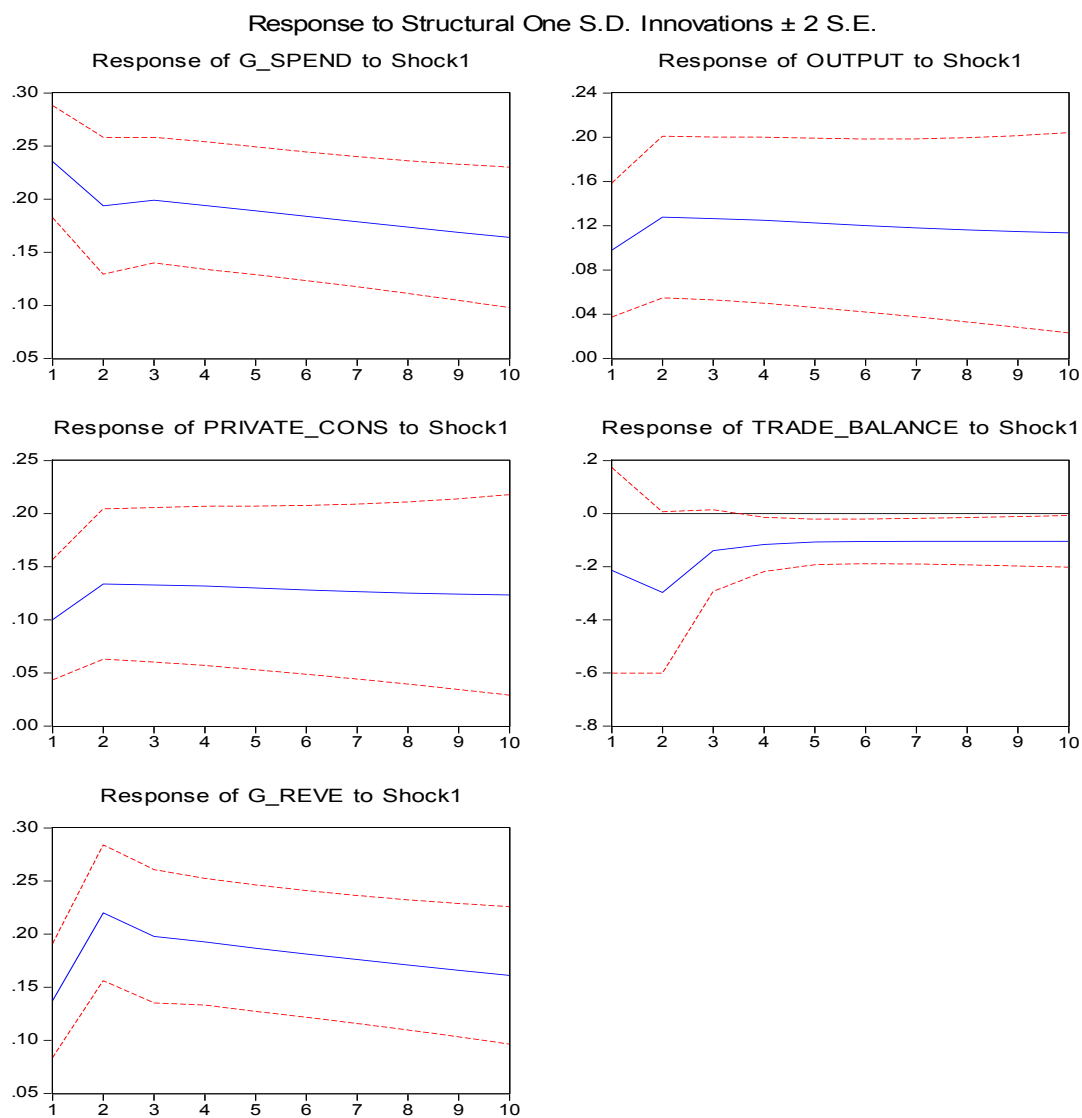 Response to Structural One S.D. Innovations ± 2 S.E.
Response of G_SPEND to Shock1
.30
.25
.20
.15
.10
.05
1 2 3 4 5 6 7 8 9 10
Response of OUTPUT to Shock1
.24
.20
.16
.12
.08
.04
.00
1 2 3 4 5 6 7 8 9 10
Response of PRIVATE_CONS to Shock1
.25
.20
.15
.10
.05
.00
1 2 3 4 5 6 7 8 9 10
Response of TRADE_BALANCE to Shock1
.2
.0
-.2
-.4
-.6
-.8
1 2 3 4 5 6 7 8 9 10
Response of G_REVE to Shock1
.30
.25
.20
.15
.10
.05
1 2 3 4 5 6 7 8 9 10